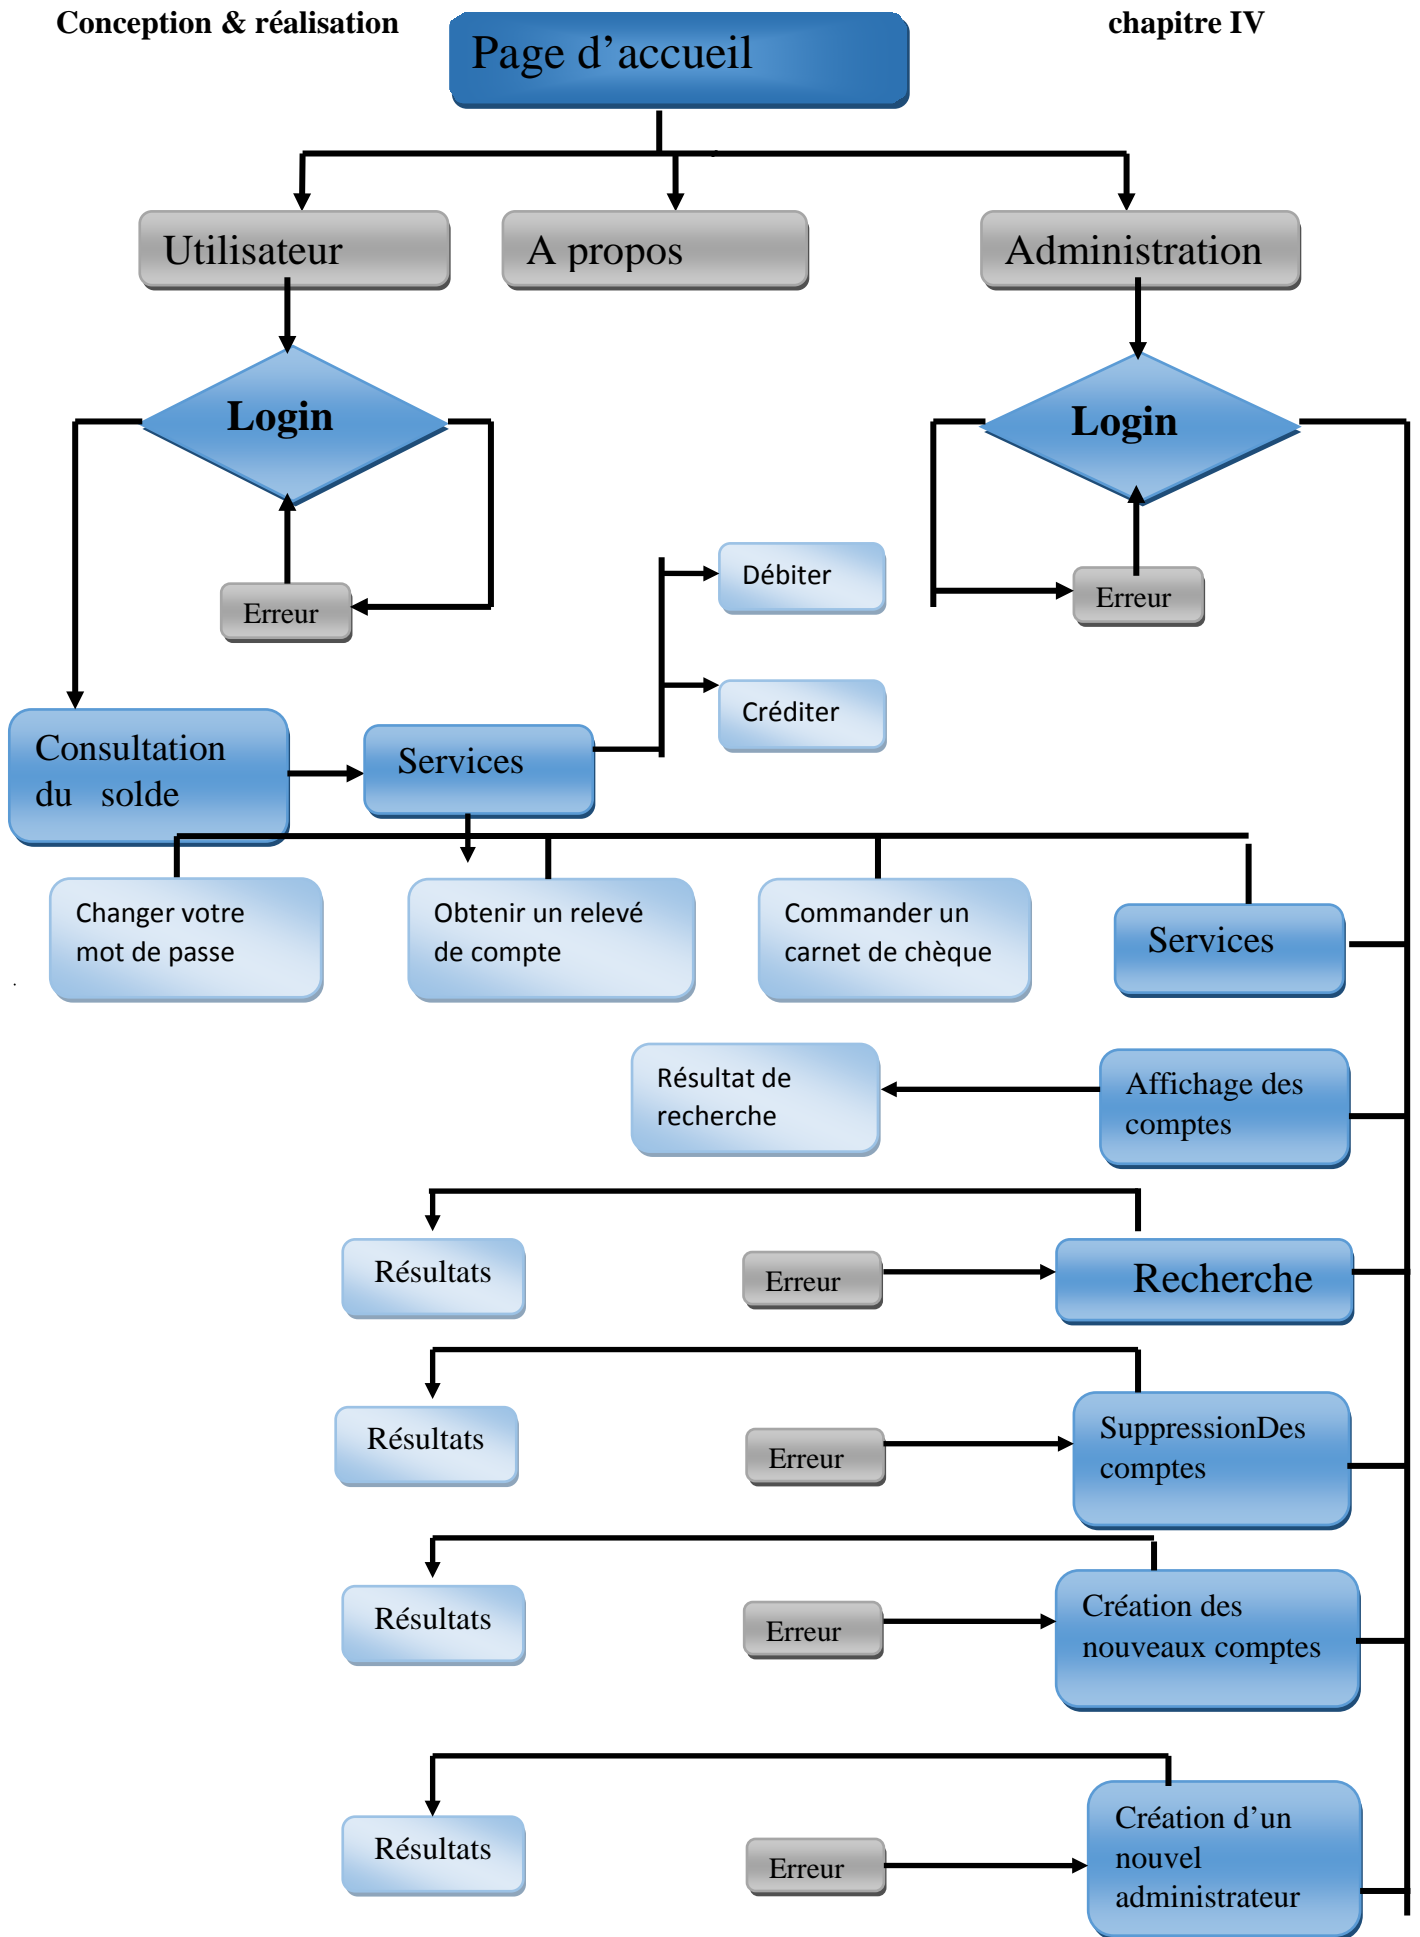 Conception & réalisation chapitre IV
Page d’accueil
Utilisateur
A propos
Administration
Login
Login
Erreur
Erreur
Débiter
Créditer
Consultation
du solde
Services
Changer votre
mot de passe
Obtenir un relevé
de compte
Commander un
carnet de chèque
Services
Résultat de
recherche
Affichage des
comptes
Résultats
Erreur
Recherche
Résultats
Erreur
SuppressionDes
comptes
Résultats
Erreur
Création des
nouveaux comptes
Résultats
Erreur
Création d’un
nouvel
administrateur